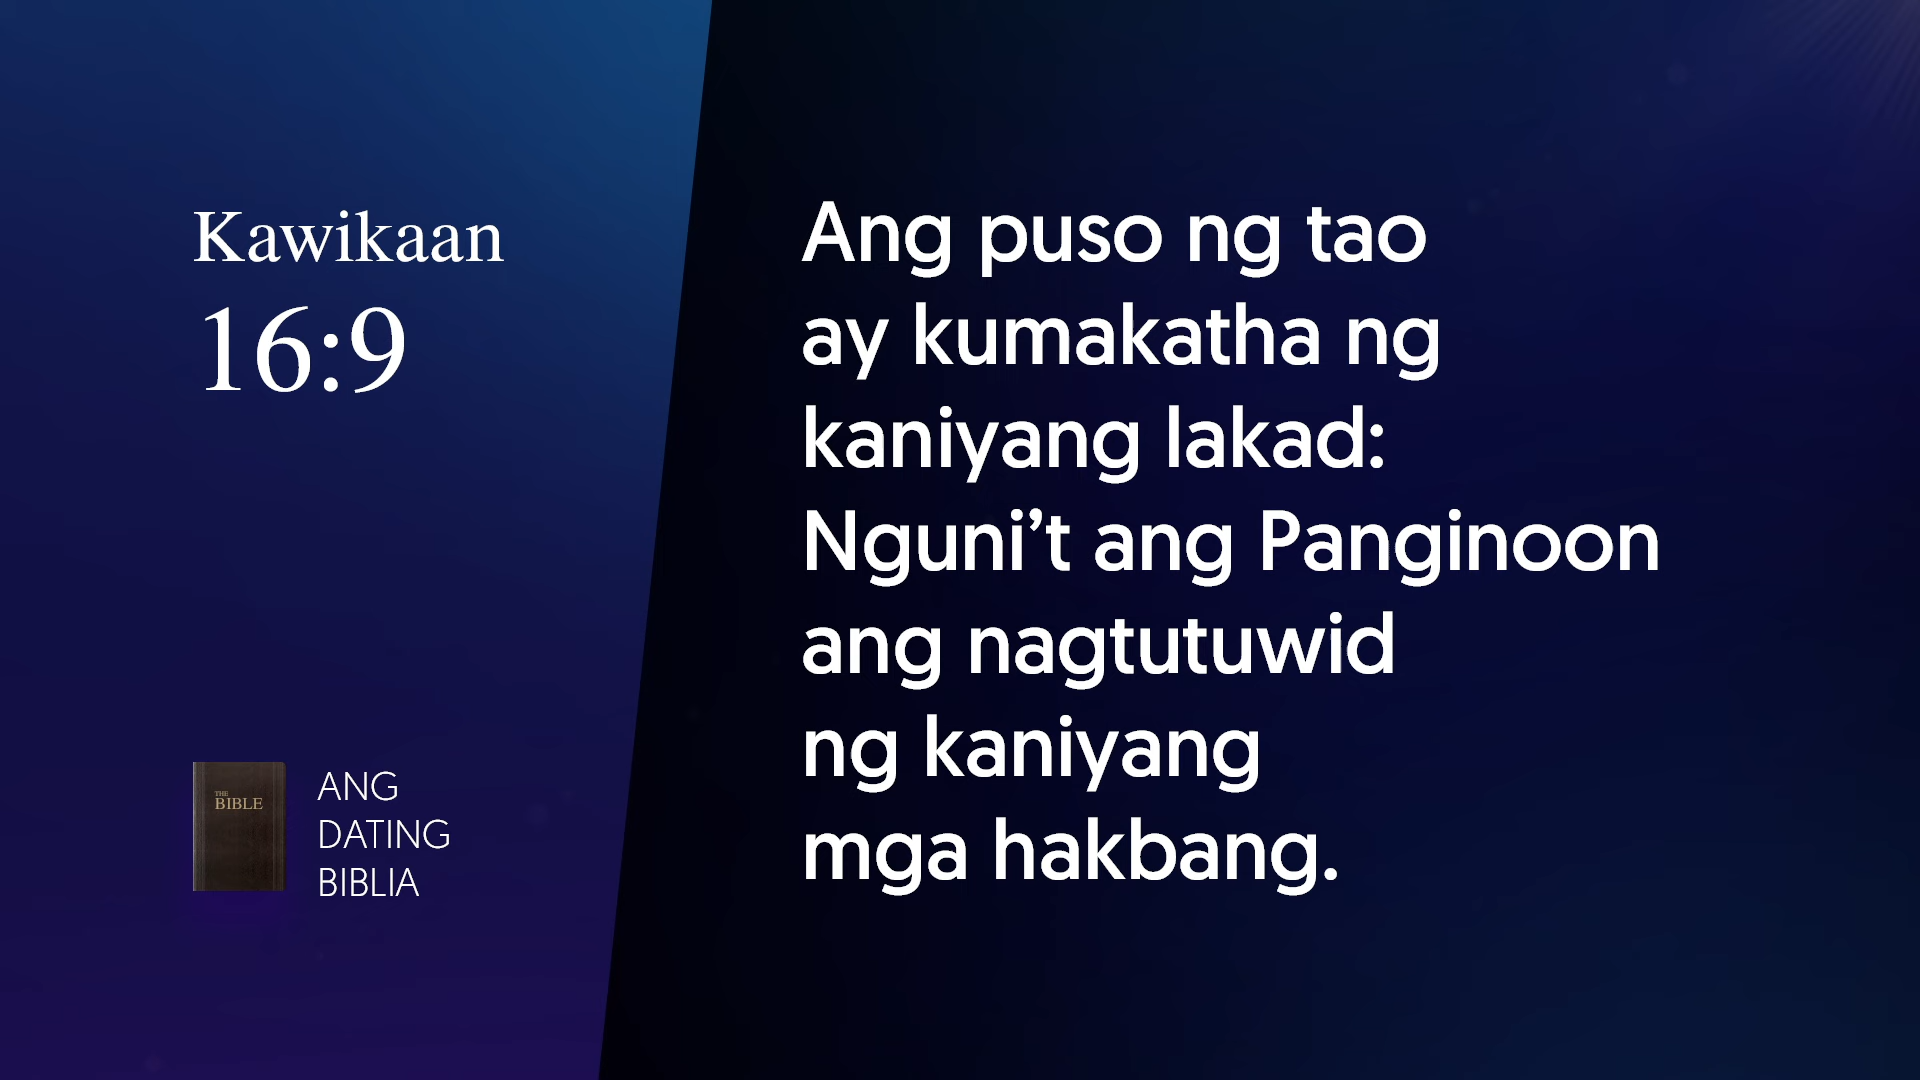 Kawikaan
16:9
Ang puso ng tao
ay kumakatha ng
kaniyang lakad:
Nguni’t ang Panginoon
ang nagtutuwid
ng kaniyang
mga hakbang.
THE
BIBLE
ANG
DATING
BIBLIA